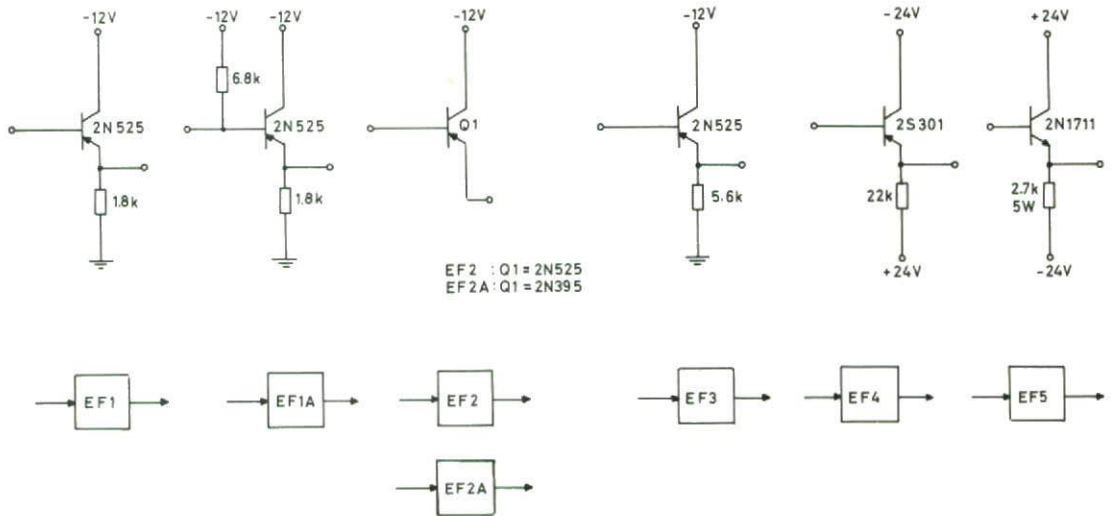 -12V -12V -12V -12V -12V -24V +24V
6.8k
2N525 2N525 Q1 2N525 2S301 2N1711
1.8k 1.8k 5.6k 22k 2.7k
5W
EF2 : Q1 = 2N525
EF2A: Q1 = 2N395
+24V -24V
EF1 EF1A EF2 EF3 EF4 EF5
EF2A